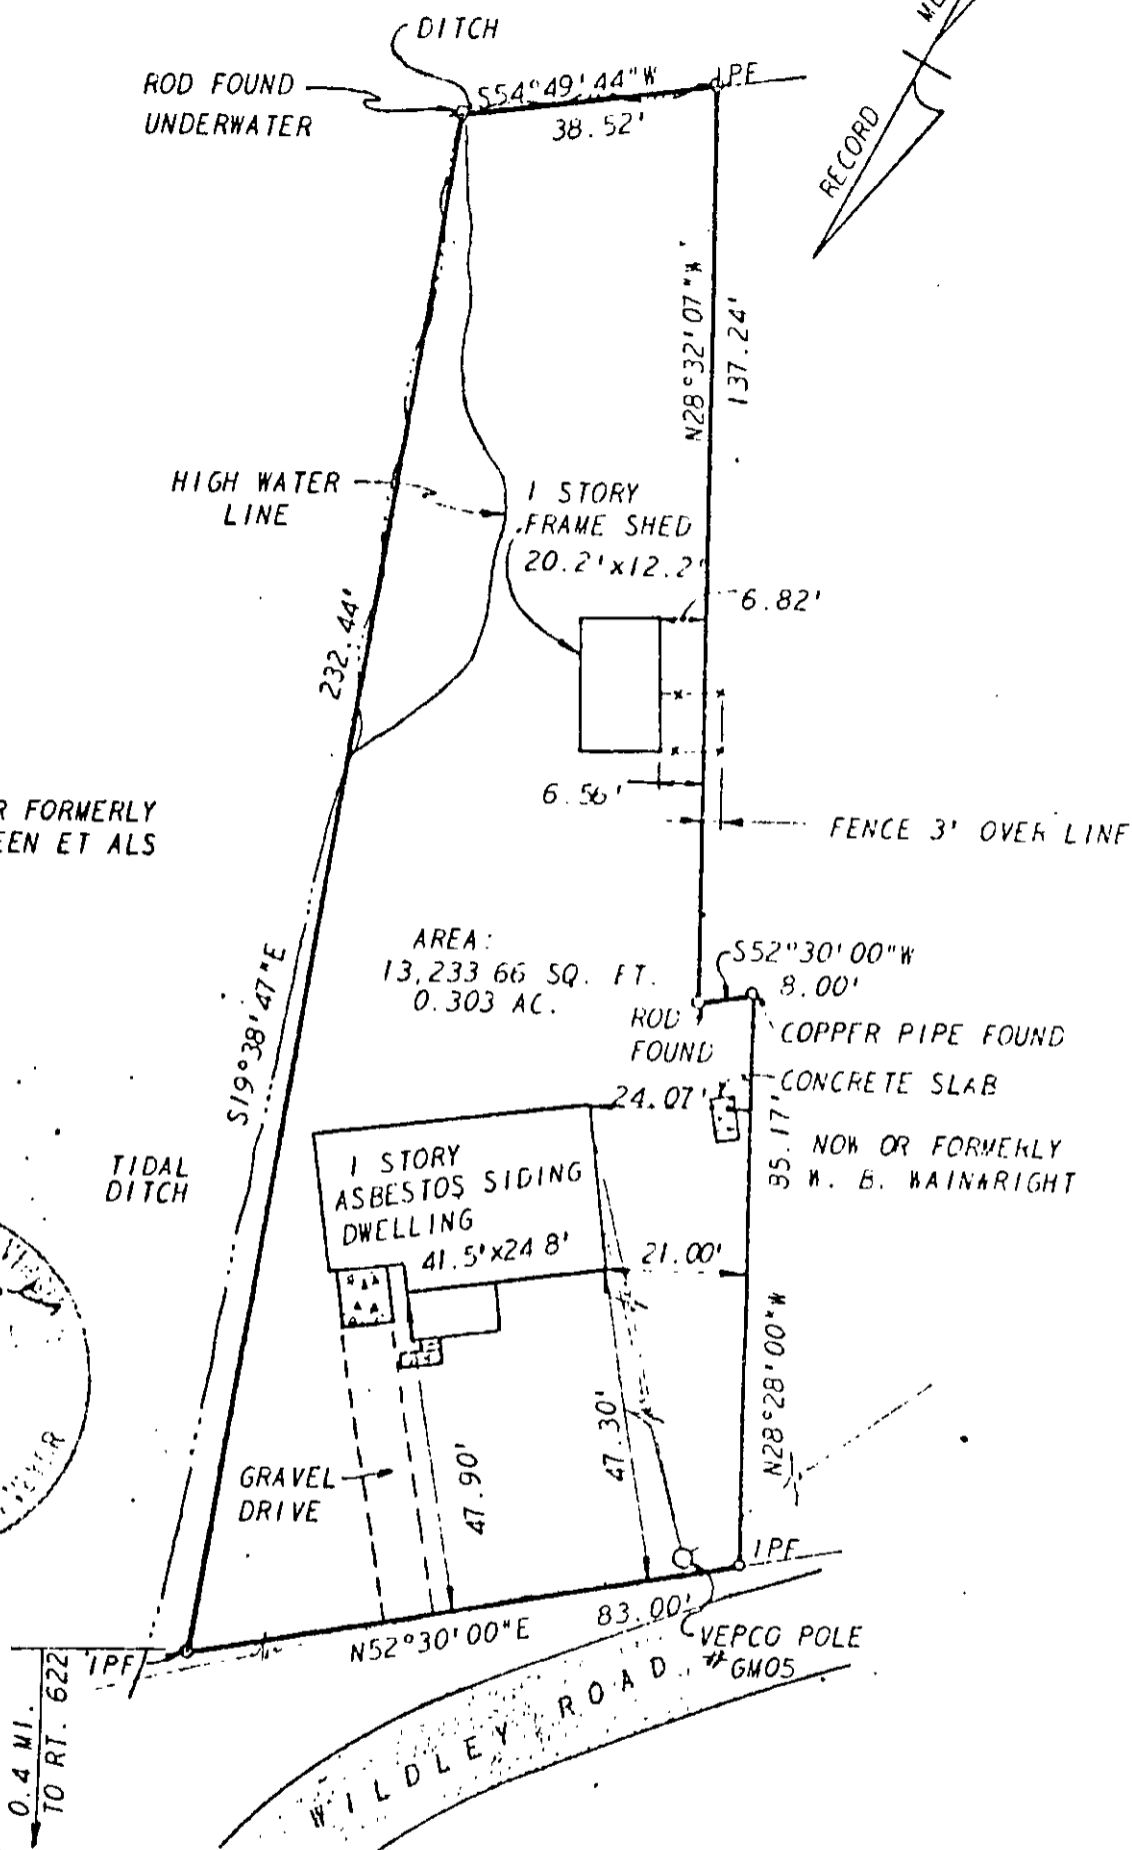 DITCH
ROD FOUND
UNDERWATER
S54°49'44"W
38.52'
IPF
RECORD
N28°32'07"W
137.24'
HIGH WATER
LINE
1 STORY
FRAME SHED
20.2'x12.2'
6.82'
232.44'
6.56'
FENCE 3' OVER LINE
R FORMERLY
EEN ET ALS
AREA:
13,233 66 SQ. FT.
0.303 AC.
S52°30'00"W
8.00'
ROD
FOUND
COPPER PIPE FOUND
CONCRETE SLAB
24.07'
S19°38'47"E
TIDAL
DITCH
1 STORY
ASBESTOS SIDING
DWELLING
41.5'x24 8'
21.00'
NOW OR FORMERLY
W. B. WAINWRIGHT
N28°28'00"W
GRAVEL
DRIVE
47.90'
47.30'
IPF
83.00'
N52°30'00"E
VEPCO POLE
# GM05
IPF
WILDLEY ROAD
0.4 MI.
TO RT. 622